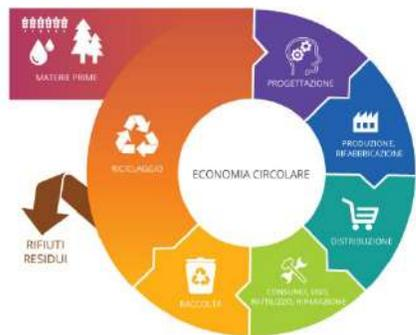 MATERIE PRIME
PROGETTAZIONE
PRODUZIONE,
RIFABBRICAZIONE
DISTRIBUZIONE
CONSUMO, USO,
RIUTILIZZO, RIPARAZIONE
RACCOLTA
RICICLAGGIO
ECONOMIA CIRCOLARE
RIFIUTI
RESIDUI